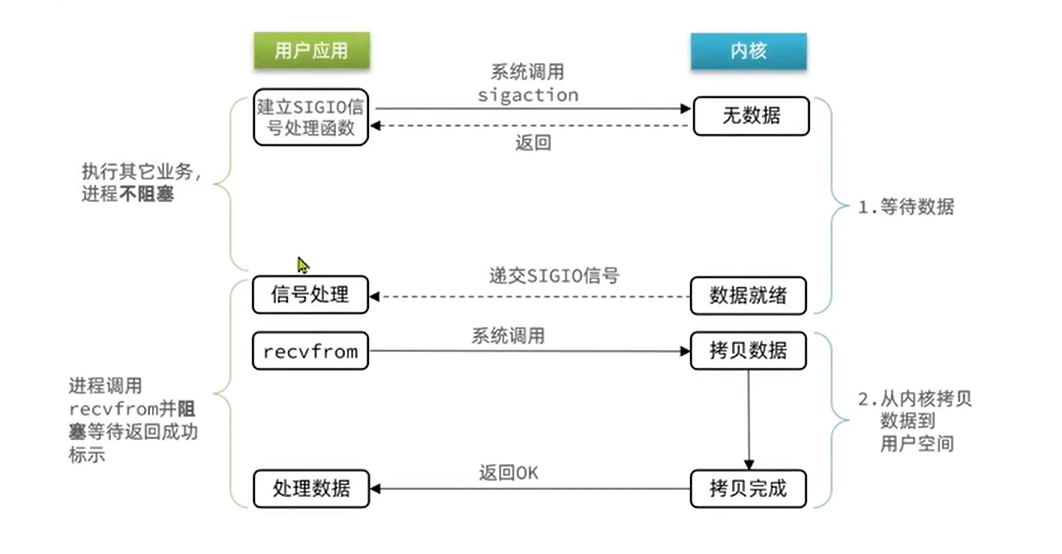 用户应用
内核
系统调用
sigaction
建立SIGIO信
号处理函数
无数据
返回
执行其它业务,
进程不阻塞
1.等待数据
递交SIGIO信号
信号处理
数据就绪
系统调用
recvfrom
拷贝数据
进程调用
recvfrom并阻
塞等待返回成功
标示
2.从内核拷贝
数据到
用户空间
返回OK
处理数据
拷贝完成